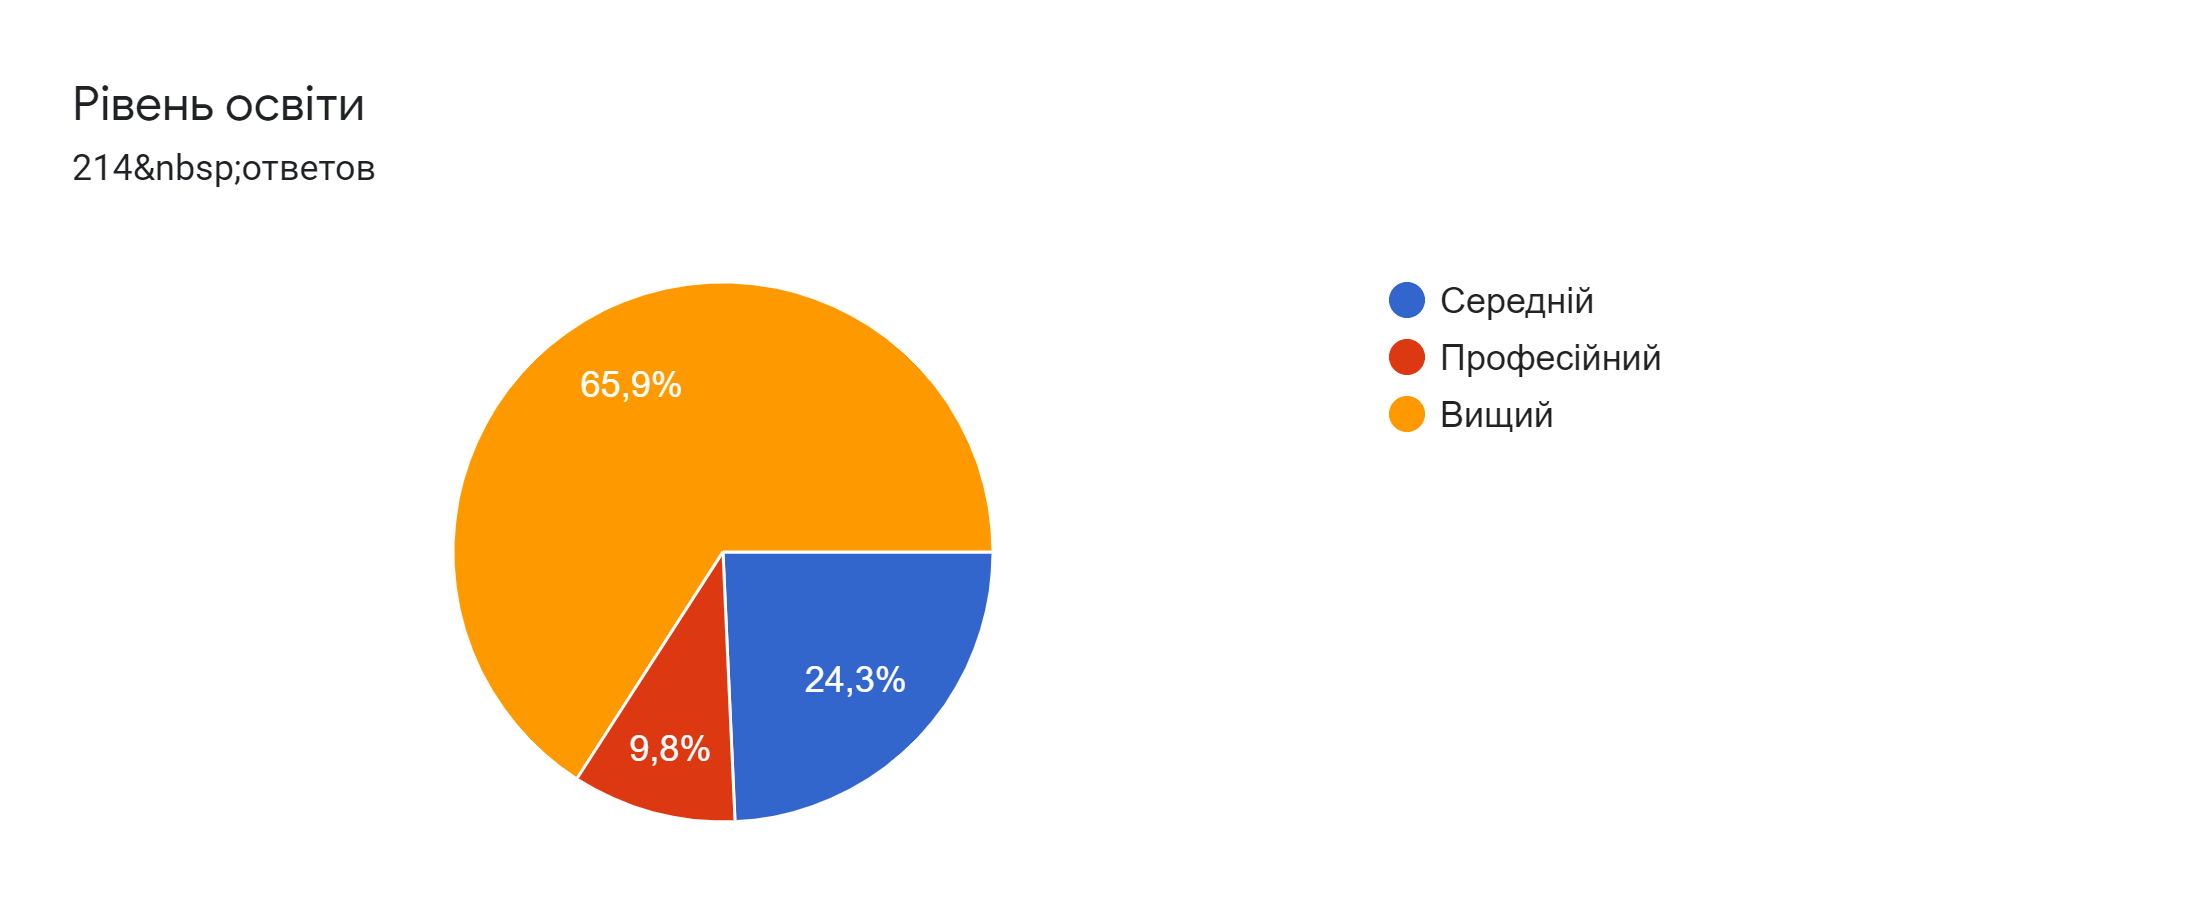 Рівень освіти
214&nbsp;ответов
65,9%
24,3%
9,8%
Середній
Професійний
Вищий